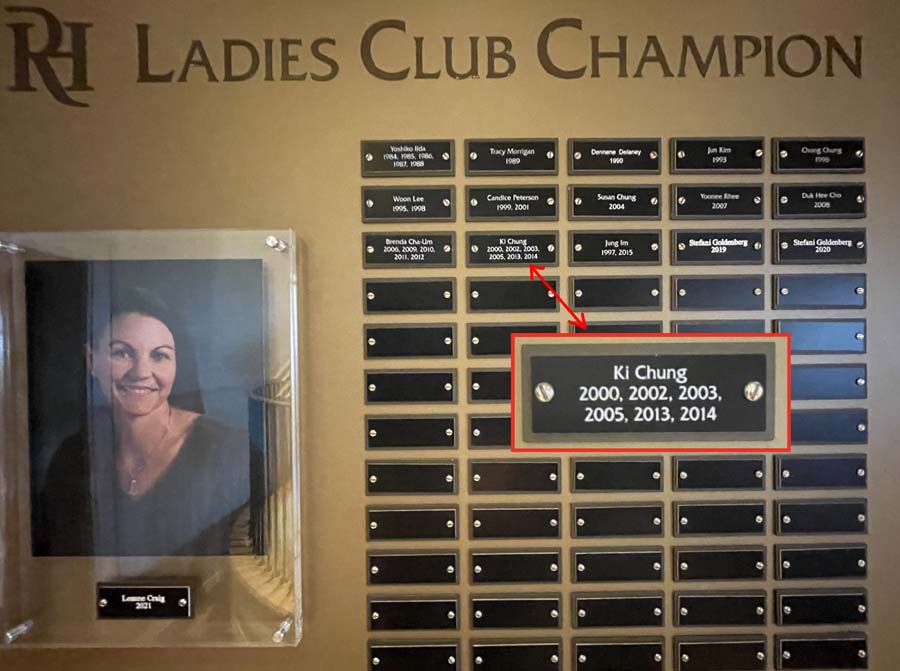 RH LADIES CLUB CHAMPION
Yoshiko Iida
1984, 1985, 1986,
1987, 1988
Tracy Morrigan
1989
Dennene Delaney
1990
Jun Kim
1993
Chong Chung
Woon Lee
1995, 1998
Candice Peterson
1999, 2001
Susan Chung
2004
Yoonee Rhee
2007
Duk Hee Cho
2008
Brenda Cha-Um
2006, 2009, 2010,
2011, 2012
Ki Chung
2000, 2002, 2003,
2005, 2013, 2014
Jung Im
1997, 2015
Stefani Goldenberg
2019
Stefani Goldenberg
2020
Ki Chung
2000, 2002, 2003,
2005, 2013, 2014
Leanne Craig
2021